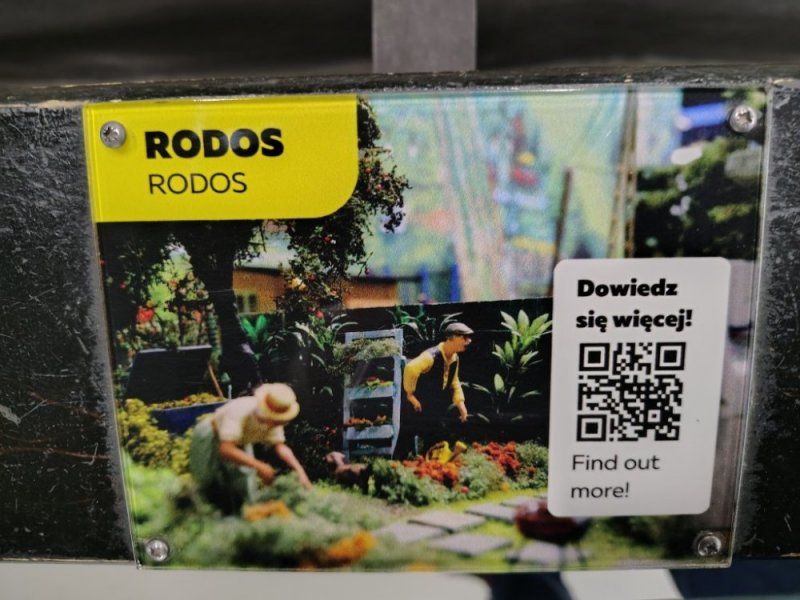 RODOS
RODOS
Dowiedz
się więcej!
Find out
more!